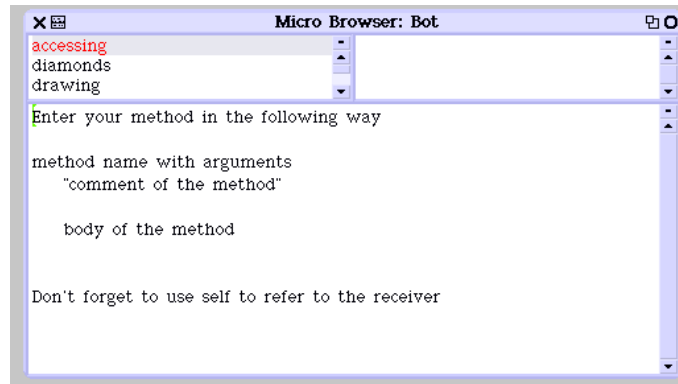 Micro Browser: Bot
accessing
diamonds
drawing
Enter your method in the following way
method name with arguments
"comment of the method"
body of the method
Don't forget to use self to refer to the receiver